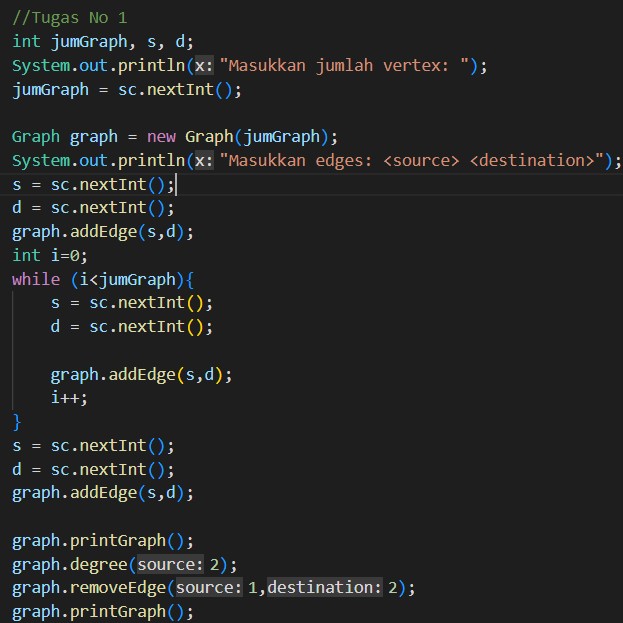 //Tugas No 1
int jumGraph, s, d;
System.out.println(x: "Masukkan jumlah vertex: ");
jumGraph = sc.nextInt();
Graph graph = new Graph(jumGraph);
System.out.println(x: "Masukkan edges: <source> <destination>");
s = sc.nextInt();
d = sc.nextInt();
graph.addEdge(s,d);
int i=0;
while (i<jumGraph){
    s = sc.nextInt();
    d = sc.nextInt();
    graph.addEdge(s,d);
    i++;
}
s = sc.nextInt();
d = sc.nextInt();
graph.addEdge(s,d);
graph.printGraph();
graph.degree(source: 2);
graph.removeEdge(source: 1,destination: 2);
graph.printGraph();